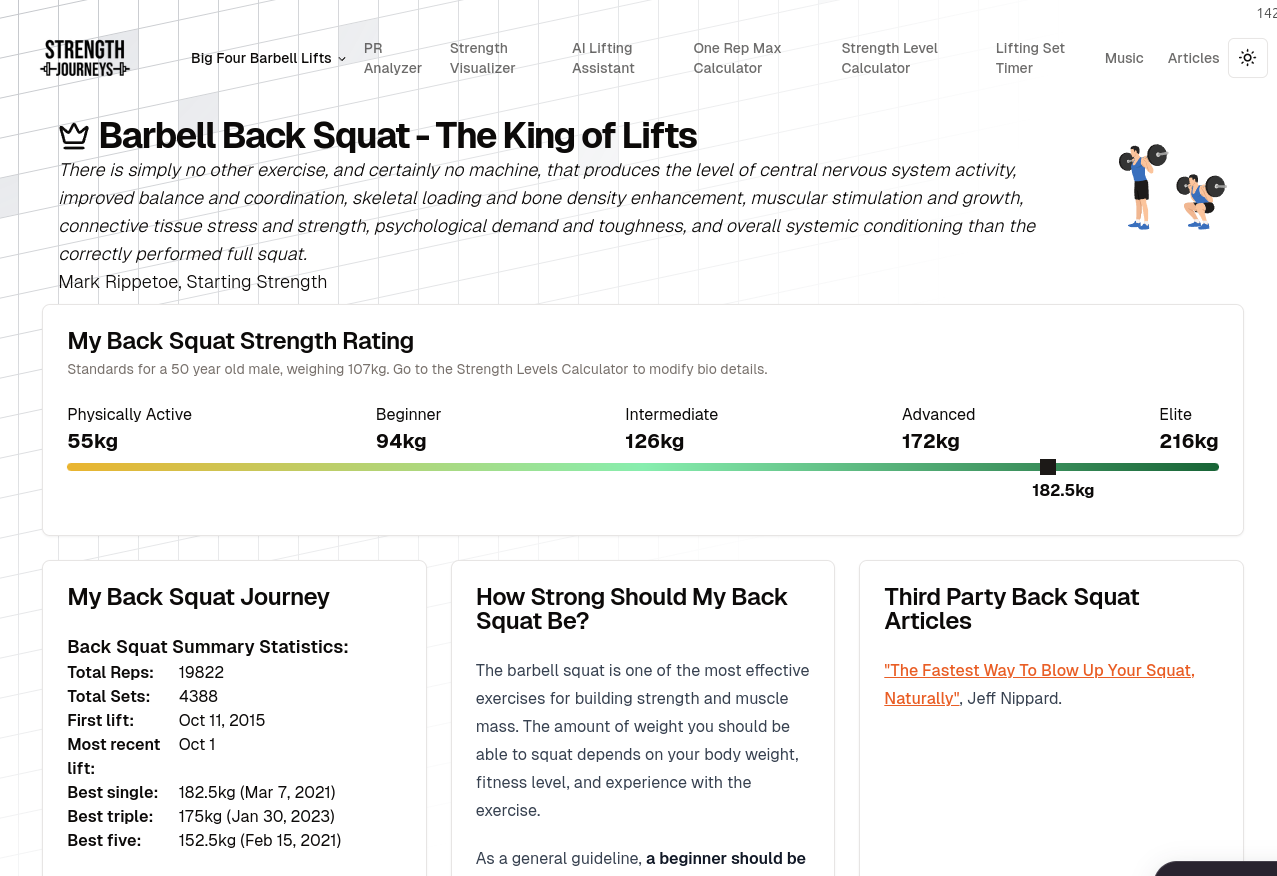 142
STRENGTH
JOURNEYS
Big Four Barbell Lifts
PR
Analyzer
Strength
Visualizer
AI Lifting
Assistant
One Rep Max
Calculator
Strength Level
Calculator
Lifting Set
Timer
Music
Articles
Barbell Back Squat - The King of Lifts
There is simply no other exercise, and certainly no machine, that produces the level of central nervous system activity,
improved balance and coordination, skeletal loading and bone density enhancement, muscular stimulation and growth,
connective tissue stress and strength, psychological demand and toughness, and overall systemic conditioning than the
correctly performed full squat.
Mark Rippetoe, Starting Strength
My Back Squat Strength Rating
Standards for a 50 year old male, weighing 107kg. Go to the Strength Levels Calculator to modify bio details.
Physically Active
55kg
Beginner
94kg
Intermediate
126kg
Advanced
172kg
Elite
216kg
182.5kg
My Back Squat Journey
Back Squat Summary Statistics:
Total Reps: 19822
Total Sets: 4388
First lift: Oct 11, 2015
Most recent Oct 1
lift:
Best single: 182.5kg (Mar 7, 2021)
Best triple: 175kg (Jan 30, 2023)
Best five: 152.5kg (Feb 15, 2021)
How Strong Should My Back
Squat Be?
The barbell squat is one of the most effective
exercises for building strength and muscle
mass. The amount of weight you should be
able to squat depends on your body weight,
fitness level, and experience with the
exercise.
As a general guideline, a beginner should be
Third Party Back Squat
Articles
"The Fastest Way To Blow Up Your Squat,
Naturally", Jeff Nippard.